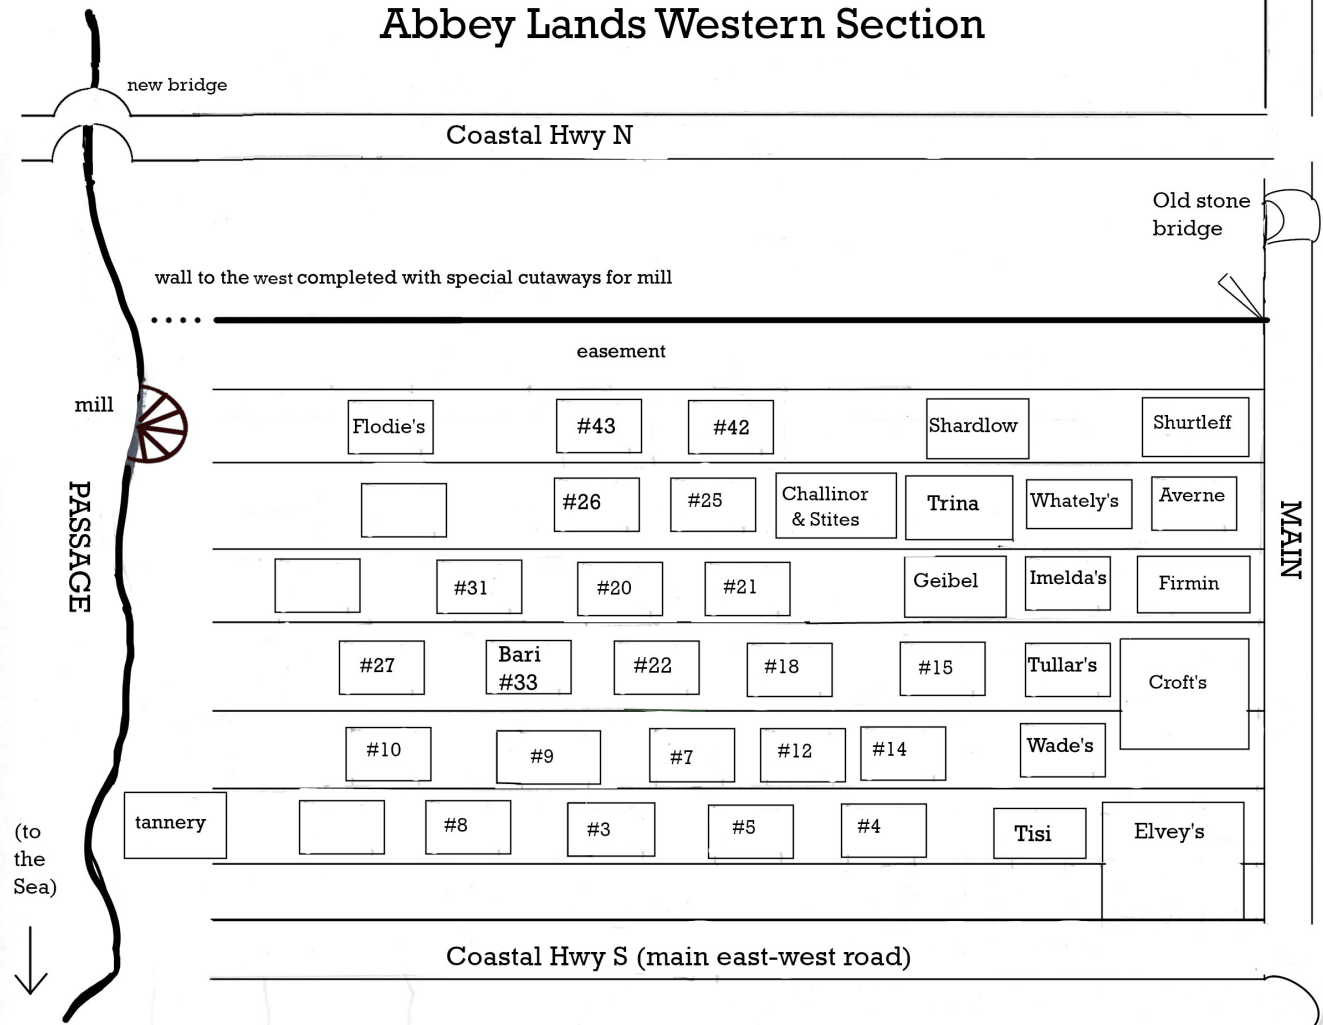 Abbey Lands Western Section
new bridge
Coastal Hwy N
Old stone
bridge
wall to the west completed with special cutaways for mill
easement
mill
Flodie's
#43
#42
Shardlow
Shurtleff
PASSAGE
#26
#25
Challinor
& Stites
Trina
Whately's
Averne
MAIN
#31
#20
#21
Geibel
Imelda's
Firmin
#27
Bari
#33
#22
#18
#15
Tullar's
Croft's
#10
#9
#7
#12
#14
Wade's
tannery
#8
#3
#5
#4
Tisi
Elvey's
(to
the
Sea)
Coastal Hwy S (main east-west road)